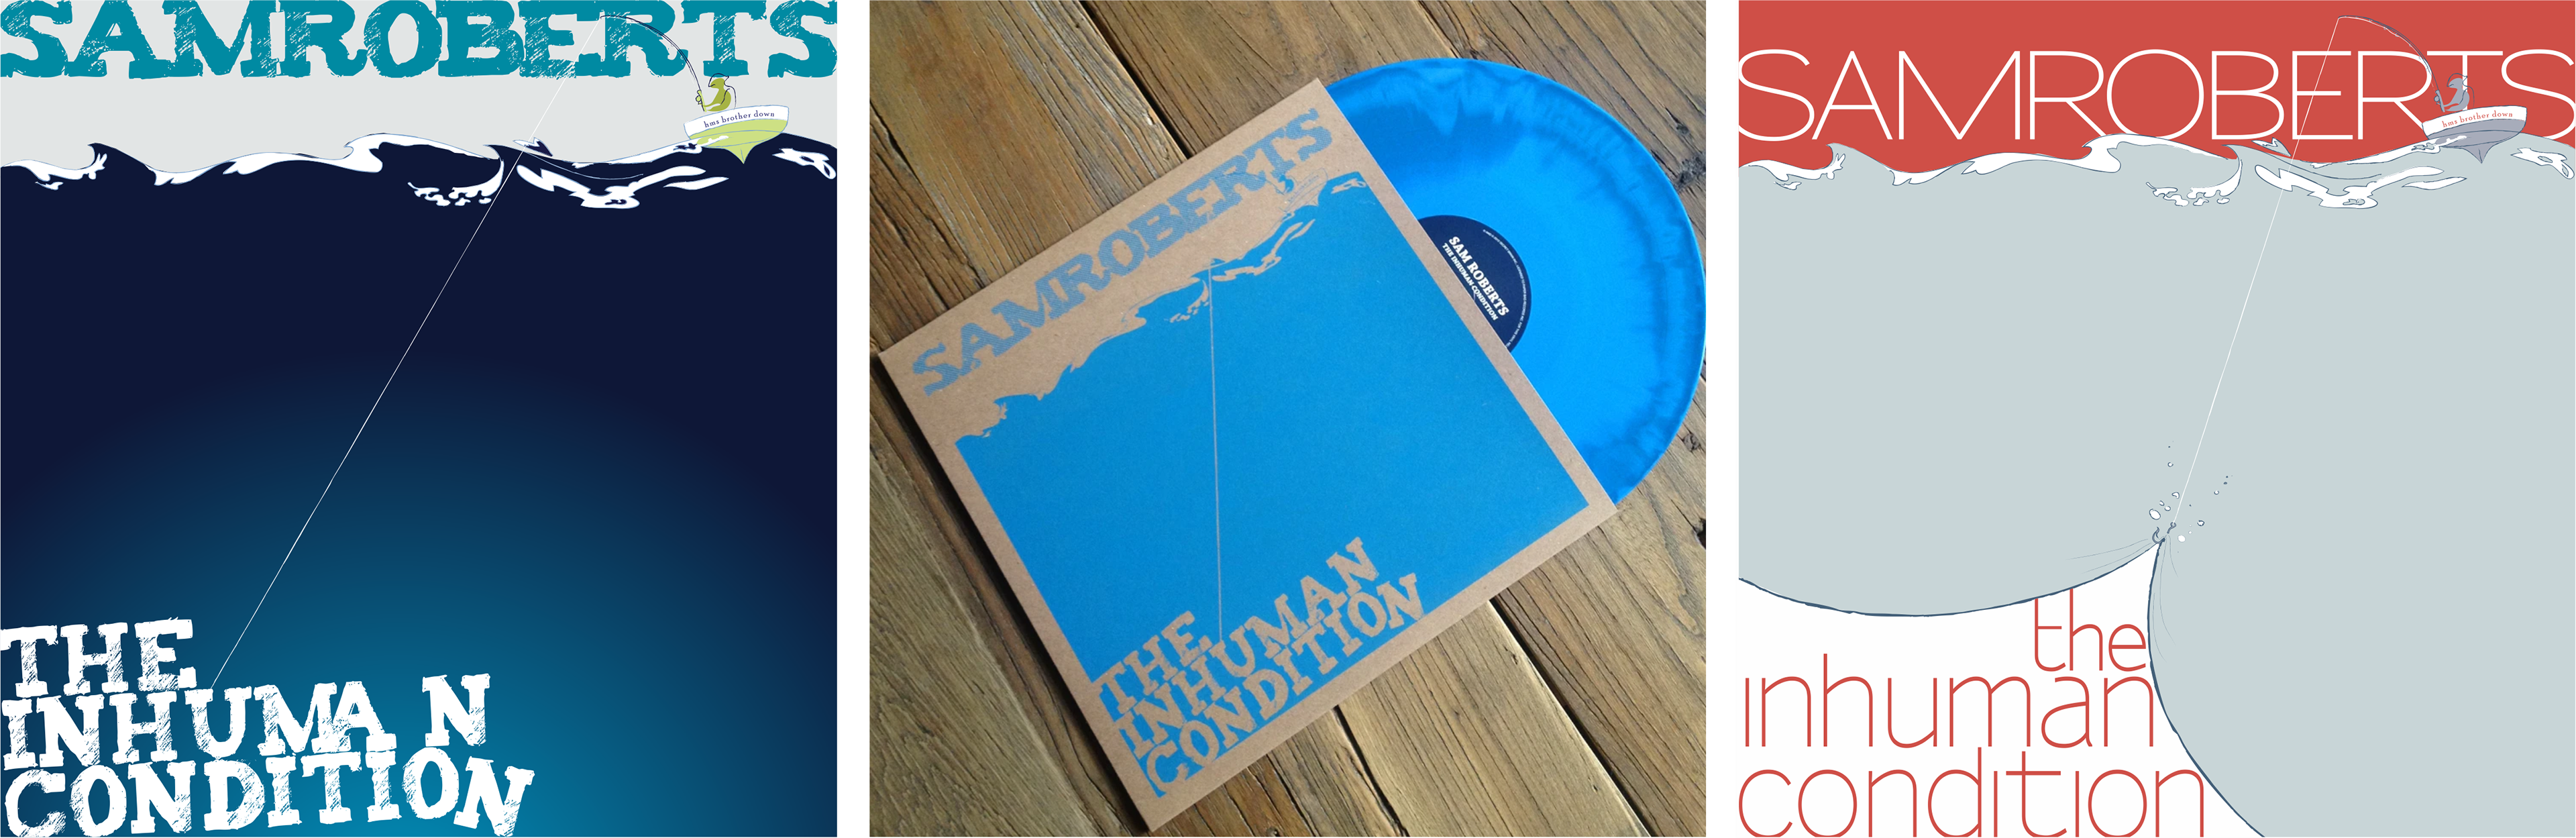 SAMROBERTS
hms brother down
THE
INHUMA N
CONDITION
SAMROBERTS
THE
INHUMAN
CONDITION
SAM ROBERTS
THE INHUMAN CONDITION
SAMROBERTS
hms brother down
the
inhuman
condition